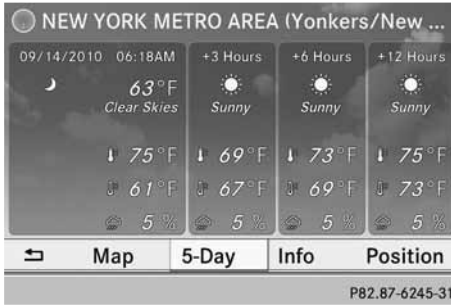 NEW YORK METRO AREA (Yonkers/New ...
09/14/2010 06:18AM +3 Hours +6 Hours +12 Hours
63°F
Clear Skies Sunny Sunny Sunny
75°F 69°F 73°F 75°F
61°F 67°F 69°F 73°F
5 % 5 % 5 % 5 %
Map 5-Day Info Position
P82.87-6245-31